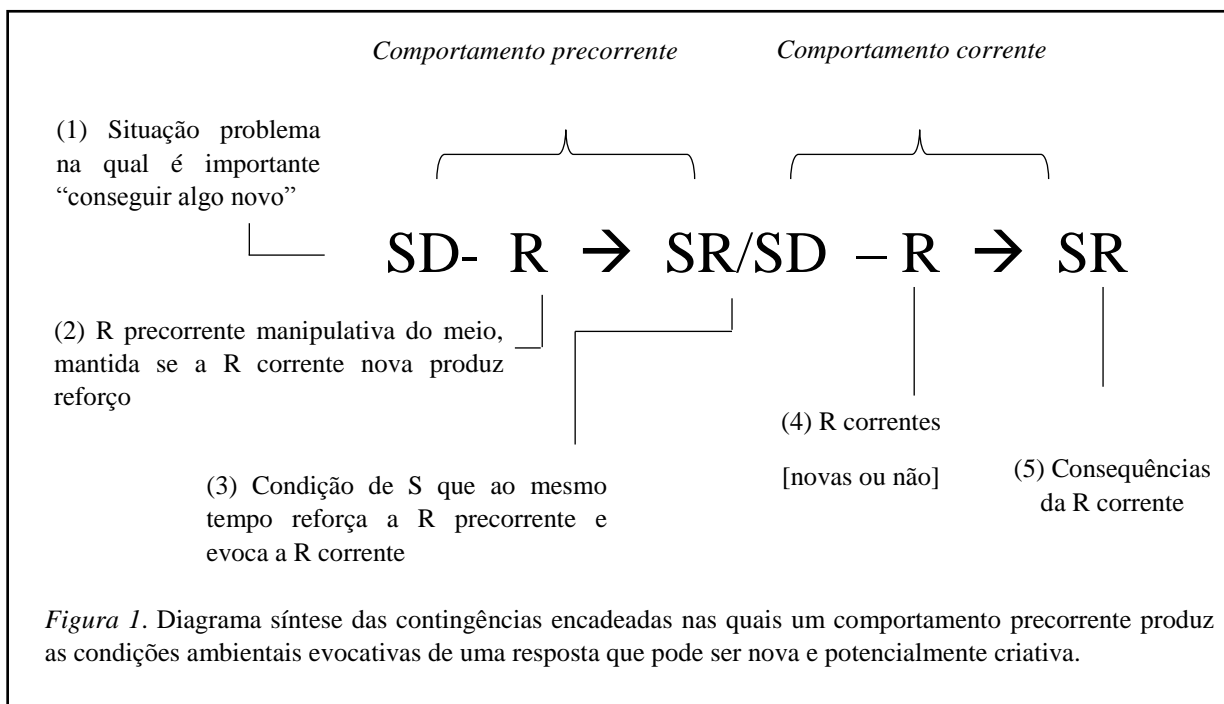 Comportamento precorrente
Comportamento corrente
(1) Situação problema
na qual é importante
“conseguir algo novo”
SD- R → SR/SD – R → SR
(2) R precorrente manipulativa do meio,
mantida se a R corrente nova produz
reforço
(3) Condição de S que ao mesmo
tempo reforça a R precorrente e
evoca a R corrente
(4) R correntes
[novas ou não]
(5) Consequências
da R corrente
Figura 1. Diagrama síntese das contingências encadeadas nas quais um comportamento precorrente produz
as condições ambientais evocativas de uma resposta que pode ser nova e potencialmente criativa.